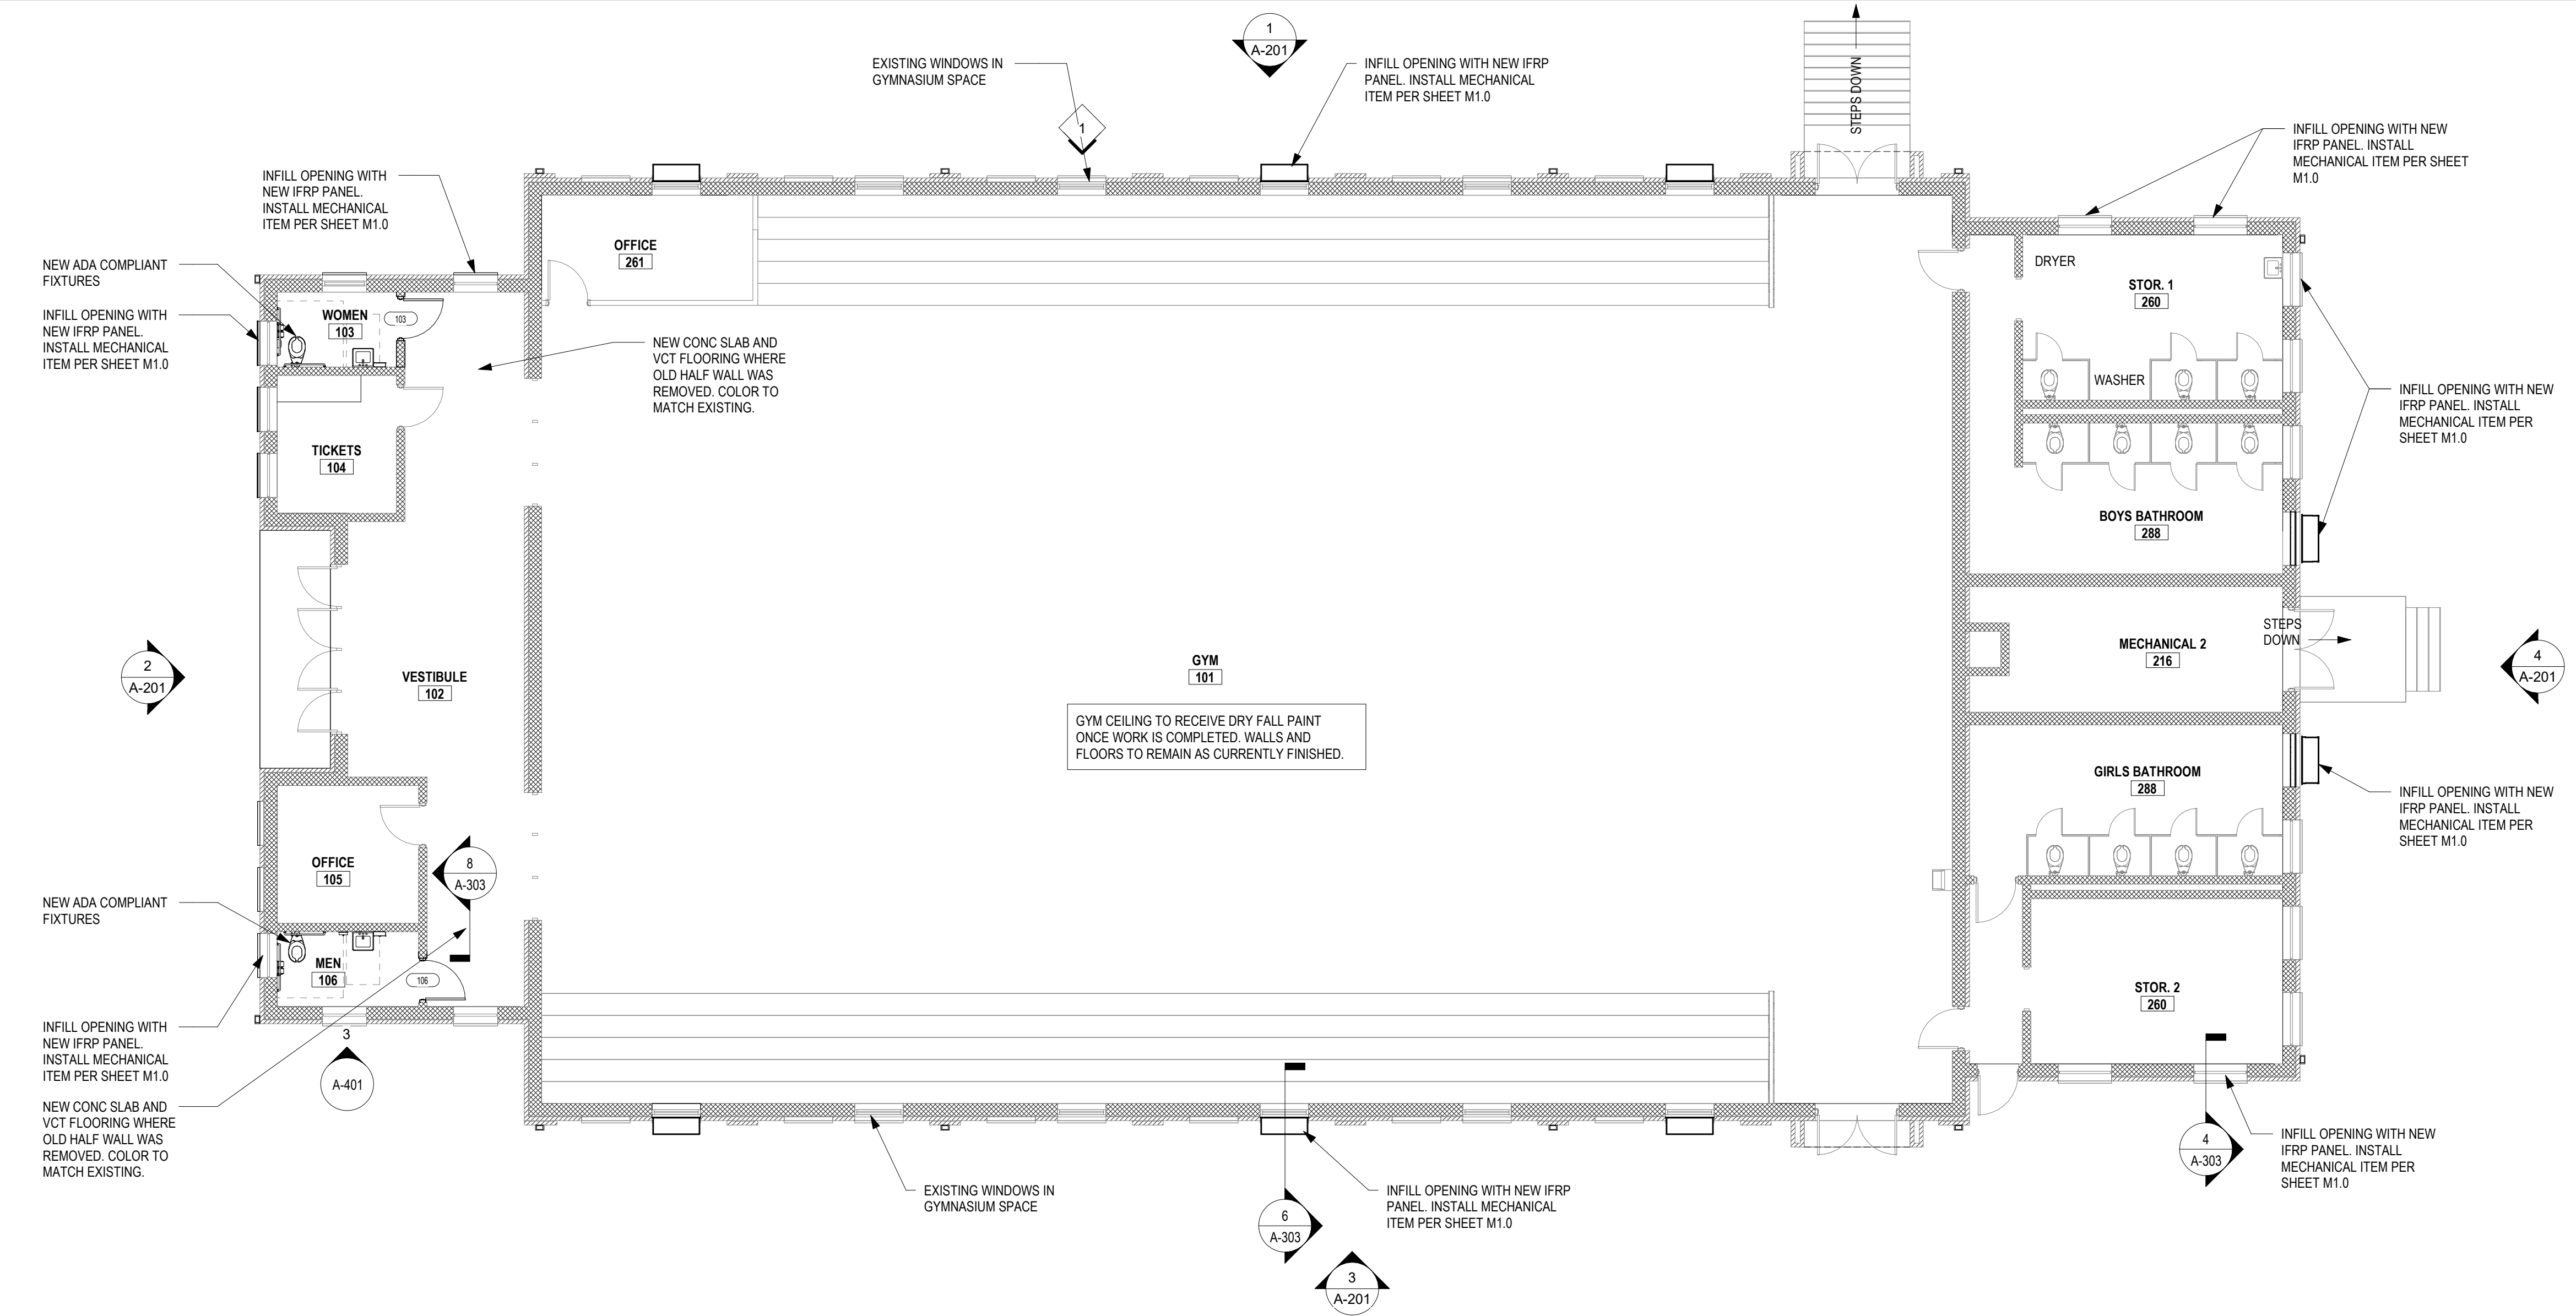 1
A-201
EXISTING WINDOWS IN
GYMNASIUM SPACE
INFILL OPENING WITH NEW IFRP
PANEL. INSTALL MECHANICAL
ITEM PER SHEET M1.0
STEPS DOWN
1
INFILL OPENING WITH NEW
IFRP PANEL. INSTALL
MECHANICAL ITEM PER SHEET
M1.0
INFILL OPENING WITH
NEW IFRP PANEL.
INSTALL MECHANICAL
ITEM PER SHEET M1.0
NEW ADA COMPLIANT
FIXTURES
INFILL OPENING WITH
NEW IFRP PANEL.
INSTALL MECHANICAL
ITEM PER SHEET M1.0
OFFICE
261
DRYER
STOR. 1
260
WOMEN
103
103
NEW CONC SLAB AND
VCT FLOORING WHERE
OLD HALF WALL WAS
REMOVED. COLOR TO
MATCH EXISTING.
WASHER
INFILL OPENING WITH NEW
IFRP PANEL. INSTALL
MECHANICAL ITEM PER
SHEET M1.0
TICKETS
104
BOYS BATHROOM
288
2
A-201
VESTIBULE
102
GYM
101
GYM CEILING TO RECEIVE DRY FALL PAINT
ONCE WORK IS COMPLETED. WALLS AND
FLOORS TO REMAIN AS CURRENTLY FINISHED.
MECHANICAL 2
216
STEPS
DOWN
4
A-201
GIRLS BATHROOM
288
INFILL OPENING WITH NEW
IFRP PANEL. INSTALL
MECHANICAL ITEM PER
SHEET M1.0
OFFICE
105
8
A-303
NEW ADA COMPLIANT
FIXTURES
MEN
106
106
STOR. 2
260
INFILL OPENING WITH
NEW IFRP PANEL.
INSTALL MECHANICAL
ITEM PER SHEET M1.0
3
A-401
NEW CONC SLAB AND
VCT FLOORING WHERE
OLD HALF WALL WAS
REMOVED. COLOR TO
MATCH EXISTING.
EXISTING WINDOWS IN
GYMNASIUM SPACE
6
A-303
INFILL OPENING WITH NEW IFRP
PANEL. INSTALL MECHANICAL
ITEM PER SHEET M1.0
4
A-303
INFILL OPENING WITH NEW
IFRP PANEL. INSTALL
MECHANICAL ITEM PER
SHEET M1.0
3
A-201